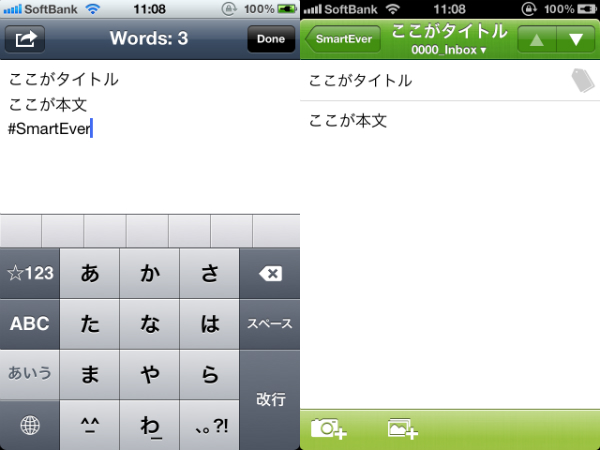 SoftBank 11:08 100%
Words: 3 Done
ここがタイトル
ここが本文
#SmartEver
☆123 あ か さ
ABC た な は スペース
あいう ま や ら 改行
^^ わ_ 、。?!
SoftBank 11:08 100%
SmartEver ここがタイトル
0000_Inbox ▾
ここがタイトル
ここが本文